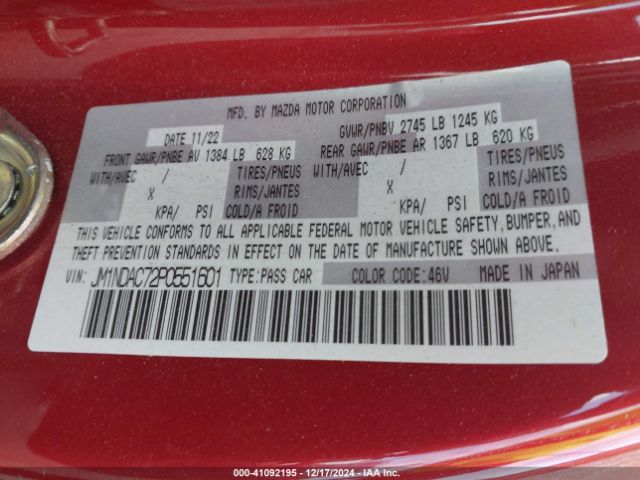 MFD. BY MAZDA MOTOR CORPORATION
DATE 11/22 GVWR/PNBV 2745 LB 1245 KG
FRONT GAWR/PNBE AV 1384 LB 628 KG REAR GAWR/PNBE AR 1367 LB 620 KG
WITH/AVEC / TIRES/PNEUS WITH/AVEC / TIRES/PNEUS
X RIMS/JANTES X RIMS/JANTES
KPA/ PSI COLD/A FROID KPA/ PSI COLD/A FROID
THIS VEHICLE CONFORMS TO ALL APPLICABLE FEDERAL MOTOR VEHICLE SAFETY, BUMPER, AND
THEFT PREVENTION STANDARDS IN EFFECT ON THE DATE OF MANUFACTURE SHOWN ABOVE.
VIN: JM1NDAC72P0551601 TYPE: PASS CAR COLOR CODE: 46V MADE IN JAPAN
000-41092195 - 12/17/2024 - IAAI.com